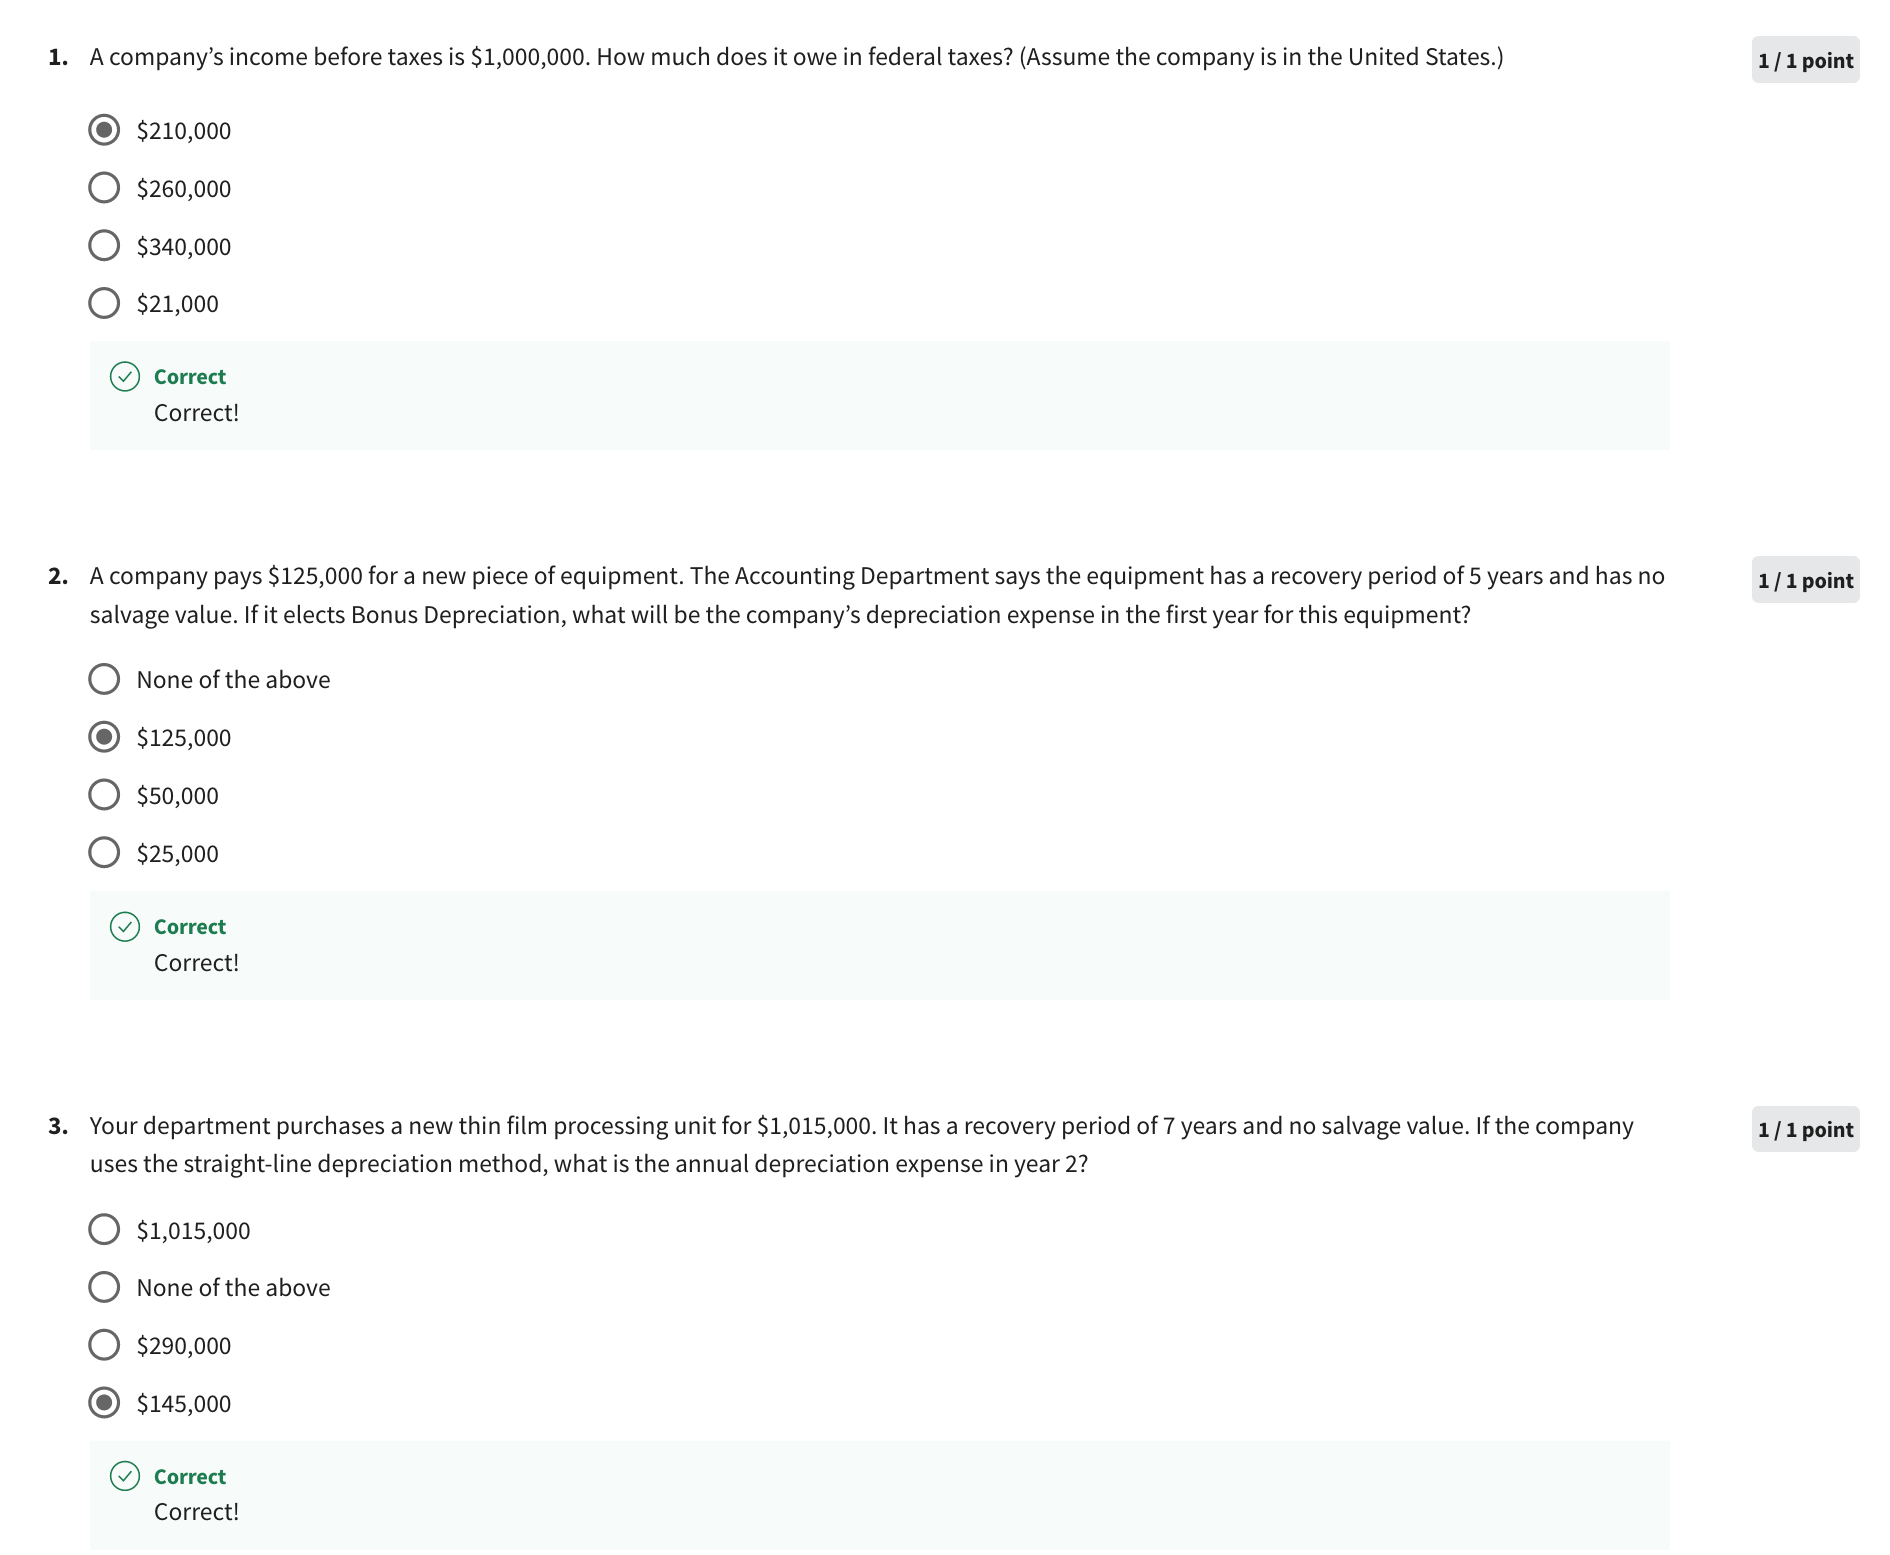 1. A company’s income before taxes is $1,000,000. How much does it owe in federal taxes? (Assume the company is in the United States.)
1 / 1 point
$210,000
$260,000
$340,000
$21,000
Correct
Correct!
2. A company pays $125,000 for a new piece of equipment. The Accounting Department says the equipment has a recovery period of 5 years and has no
salvage value. If it elects Bonus Depreciation, what will be the company’s depreciation expense in the first year for this equipment?
1 / 1 point
None of the above
$125,000
$50,000
$25,000
Correct
Correct!
3. Your department purchases a new thin film processing unit for $1,015,000. It has a recovery period of 7 years and no salvage value. If the company
uses the straight-line depreciation method, what is the annual depreciation expense in year 2?
1 / 1 point
$1,015,000
None of the above
$290,000
$145,000
Correct
Correct!